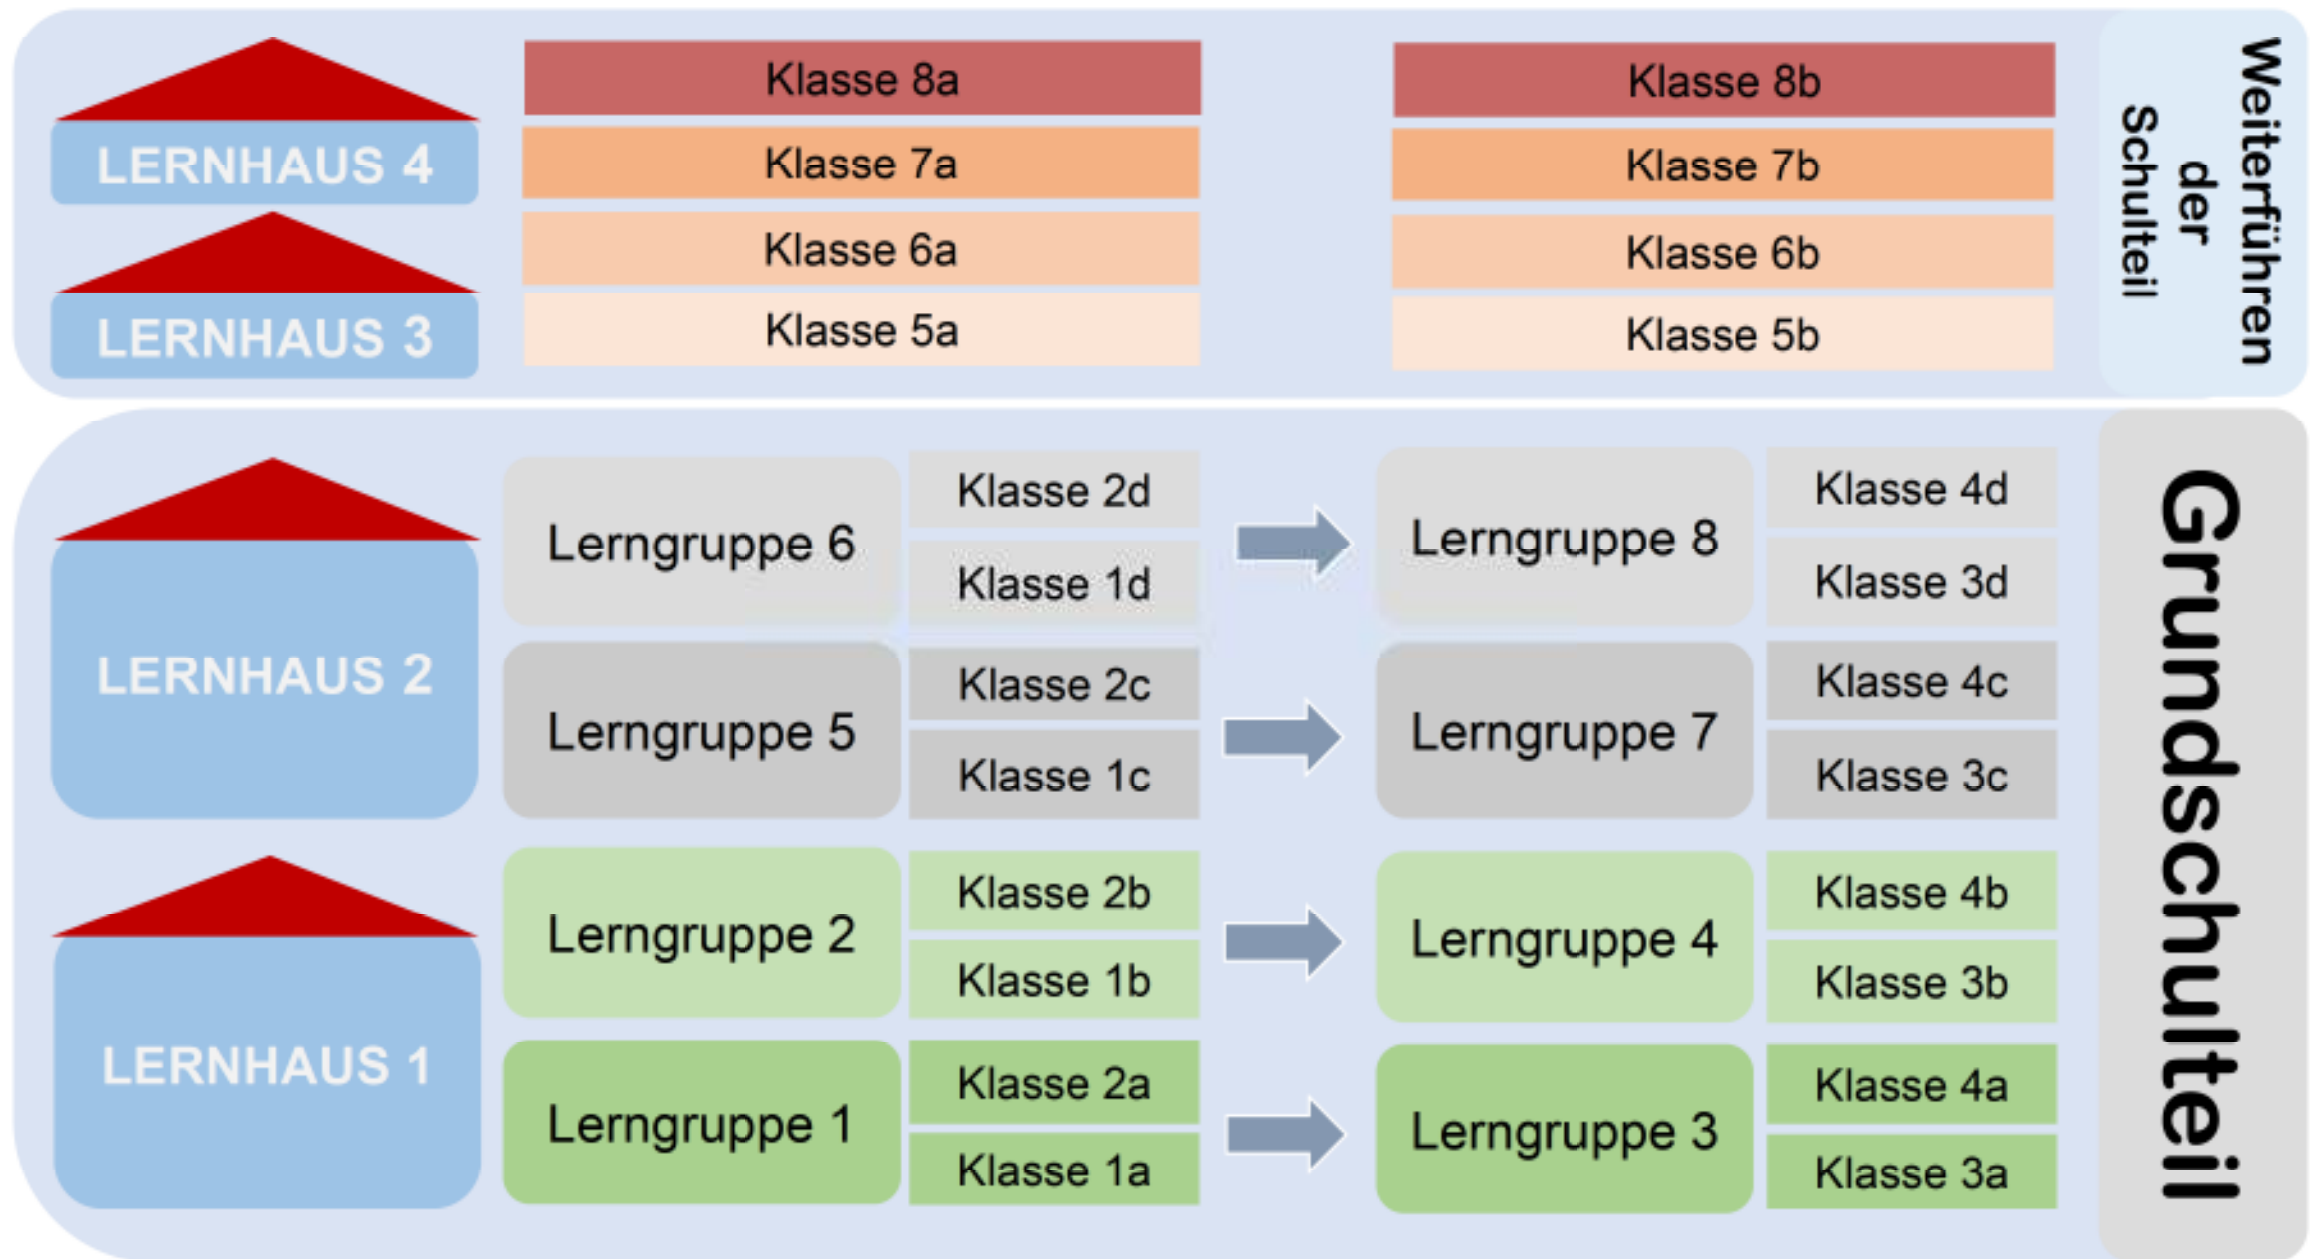 Klasse 8a
Klasse 8b
LERNHAUS 4
Klasse 7a
Klasse 7b
Klasse 6a
Klasse 6b
LERNHAUS 3
Klasse 5a
Klasse 5b
Weiterführen
der
Schulteil
LERNHAUS 2
Lerngruppe 6
Klasse 2d
Klasse 1d
Lerngruppe 8
Klasse 4d
Klasse 3d
Lerngruppe 5
Klasse 2c
Klasse 1c
Lerngruppe 7
Klasse 4c
Klasse 3c
LERNHAUS 1
Lerngruppe 2
Klasse 2b
Klasse 1b
Lerngruppe 4
Klasse 4b
Klasse 3b
Lerngruppe 1
Klasse 2a
Klasse 1a
Lerngruppe 3
Klasse 4a
Klasse 3a
Grundschulteil